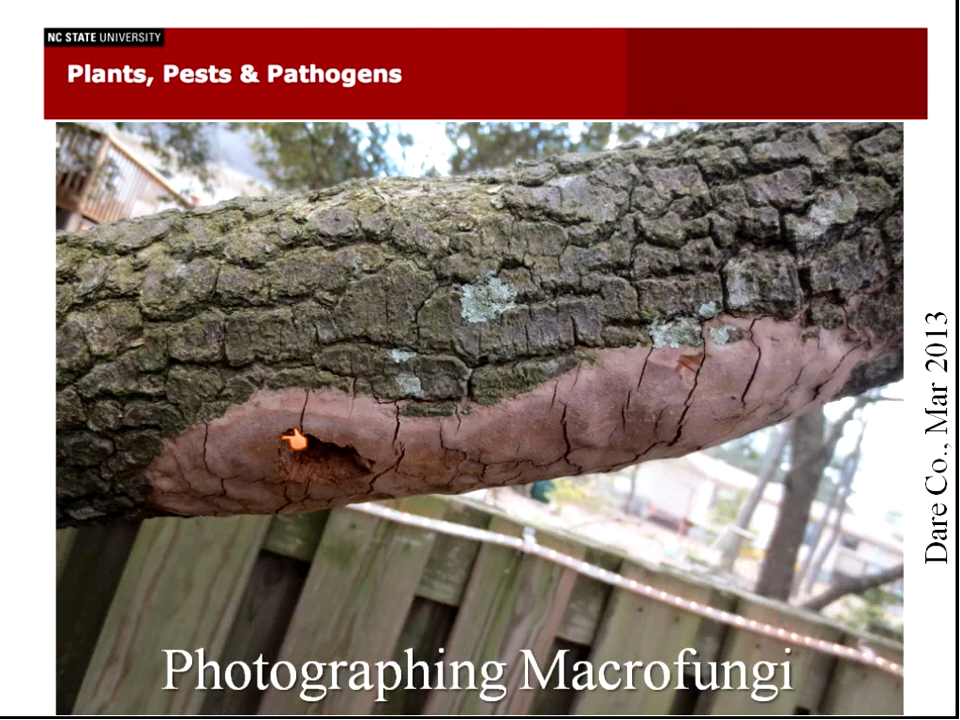 NC STATE UNIVERSITY
Plants, Pests & Pathogens
Dare Co., Mar 2013
Photographing Macrofungi